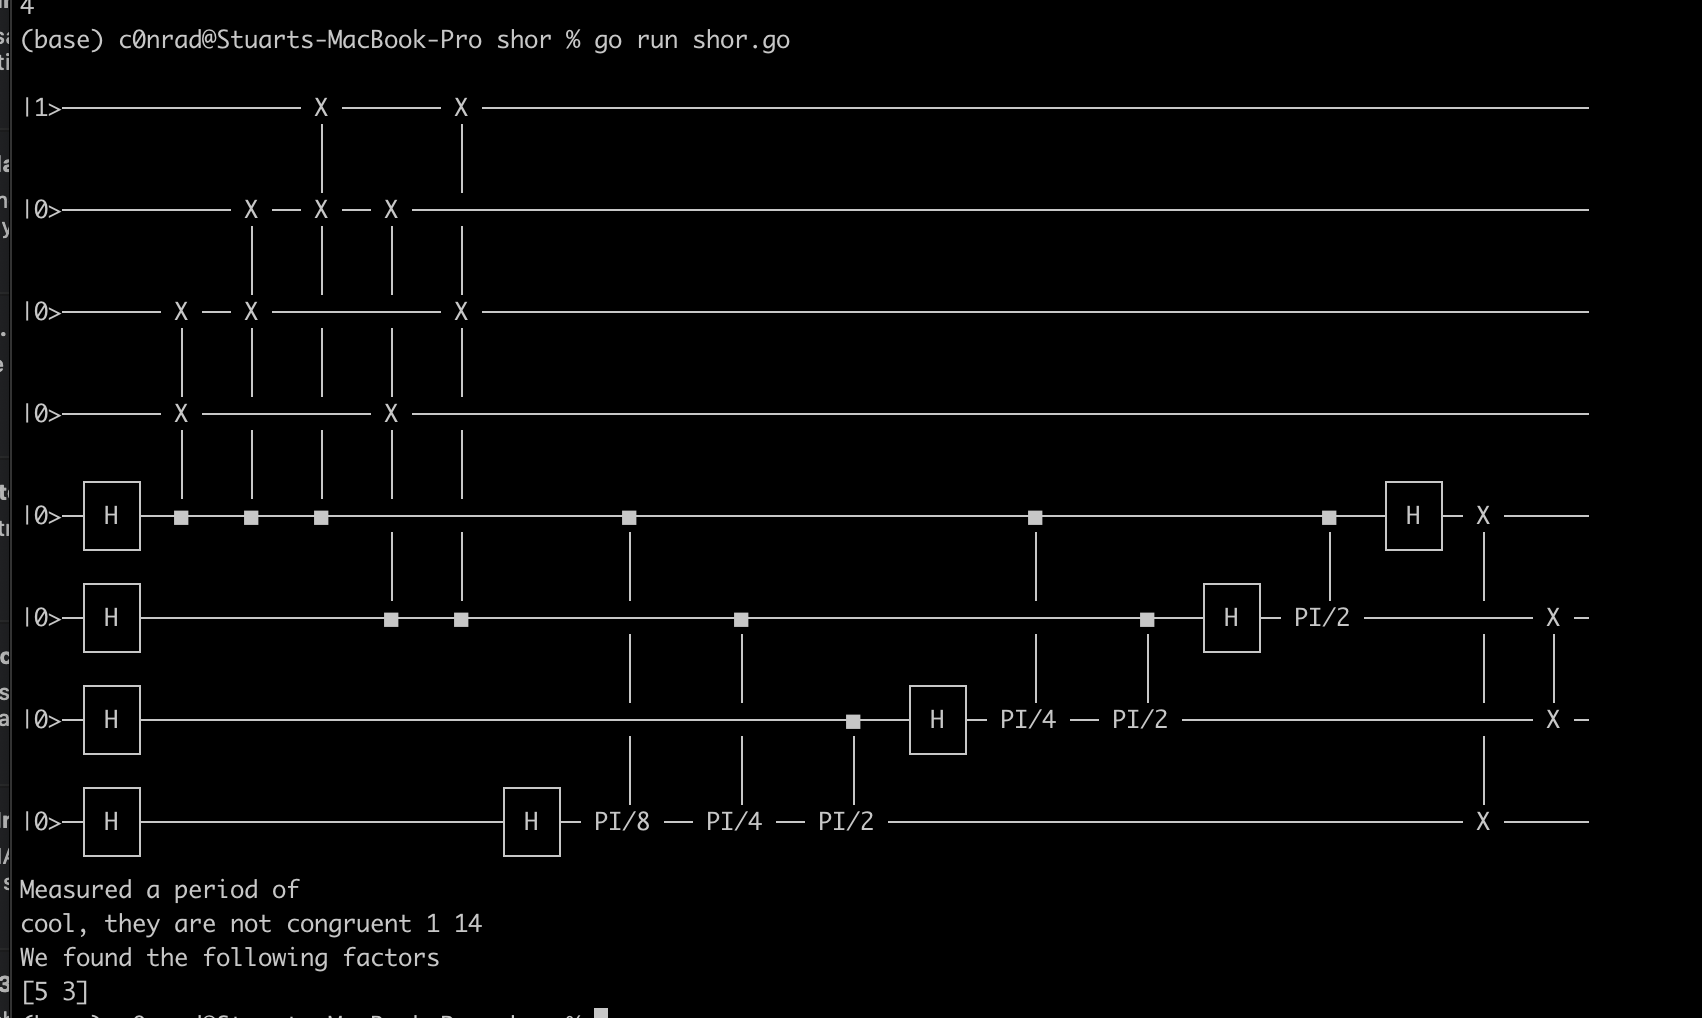 4
(base) c0nrad@Stuarts-MacBook-Pro shor % go run shor.go
|1> X X
|0> X X X
|0> X X X
|0> X X
|0> H H X
|0> H H PI/2 X
|0> H H PI/4 PI/2 X
|0> H H PI/8 PI/4 PI/2 X
Measured a period of
cool, they are not congruent 1 14
We found the following factors
[5 3]